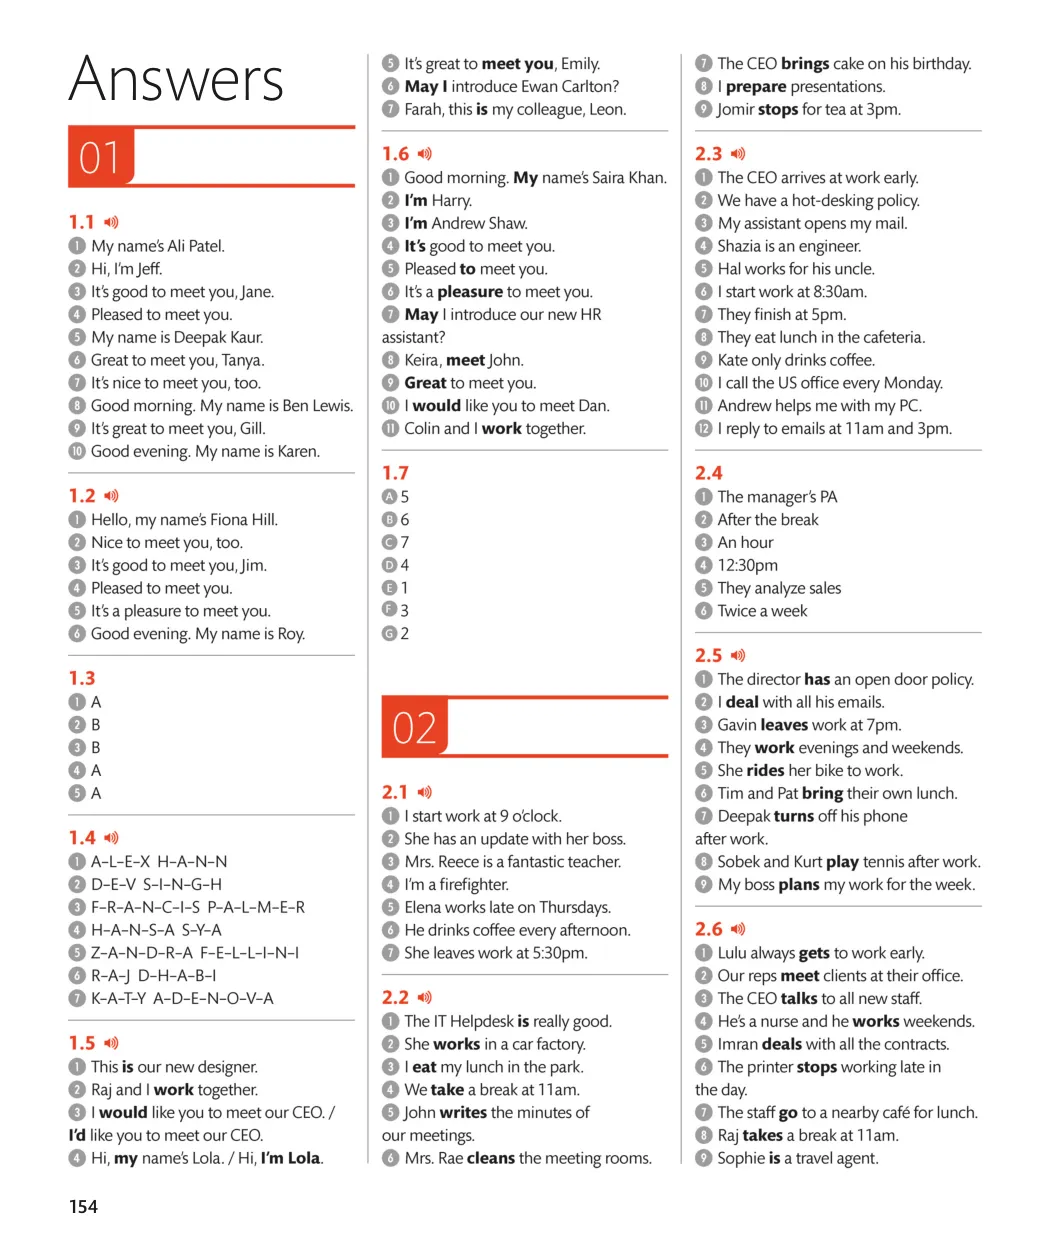 Answers
01
1.1
1 My name's Ali Patel.
2 Hi, I'm Jeff.
3 It's good to meet you, Jane.
4 Pleased to meet you.
5 My name is Deepak Kaur.
6 Great to meet you, Tanya.
7 It's nice to meet you, too.
8 Good morning. My name is Ben Lewis.
9 It's great to meet you, Gill.
10 Good evening. My name is Karen.
1.2
1 Hello, my name's Fiona Hill.
2 Nice to meet you, too.
3 It's good to meet you, Jim.
4 Pleased to meet you.
5 It's a pleasure to meet you.
6 Good evening. My name is Roy.
1.3
1 A
2 B
3 B
4 A
5 A
1.4
1 A–L–E–X H–A–N–N
2 D–E–V S–I–N–G–H
3 F–R–A–N–C–I–S P–A–L–M–E–R
4 H–A–N–S–A S–Y–A
5 Z–A–N–D–R–A F–E–L–L–I–N–I
6 R–A–J D–H–A–B–I
7 K–A–T–Y A–D–E–N–O–V–A
1.5
1 This is our new designer.
2 Raj and I work together.
3 I would like you to meet our CEO. /
I'd like you to meet our CEO.
4 Hi, my name's Lola. / Hi, I'm Lola.
5 It's great to meet you, Emily.
6 May I introduce Ewan Carlton?
7 Farah, this is my colleague, Leon.
1.6
1 Good morning. My name's Saira Khan.
2 I'm Harry.
3 I'm Andrew Shaw.
4 It's good to meet you.
5 Pleased to meet you.
6 It's a pleasure to meet you.
7 May I introduce our new HR
assistant?
8 Keira, meet John.
9 Great to meet you.
10 I would like you to meet Dan.
11 Colin and I work together.
1.7
A 5
B 6
C 7
D 4
E 1
F 3
G 2
02
2.1
1 I start work at 9 o'clock.
2 She has an update with her boss.
3 Mrs. Reece is a fantastic teacher.
4 I'm a firefighter.
5 Elena works late on Thursdays.
6 He drinks coffee every afternoon.
7 She leaves work at 5:30pm.
2.2
1 The IT Helpdesk is really good.
2 She works in a car factory.
3 I eat my lunch in the park.
4 We take a break at 11am.
5 John writes the minutes of
our meetings.
6 Mrs. Rae cleans the meeting rooms.
7 The CEO brings cake on his birthday.
8 I prepare presentations.
9 Jomir stops for tea at 3pm.
2.3
1 The CEO arrives at work early.
2 We have a hot-desking policy.
3 My assistant opens my mail.
4 Shazia is an engineer.
5 Hal works for his uncle.
6 I start work at 8:30am.
7 They finish at 5pm.
8 They eat lunch in the cafeteria.
9 Kate only drinks coffee.
10 I call the US office every Monday.
11 Andrew helps me with my PC.
12 I reply to emails at 11am and 3pm.
2.4
1 The manager's PA
2 After the break
3 An hour
4 12:30pm
5 They analyze sales
6 Twice a week
2.5
1 The director has an open door policy.
2 I deal with all his emails.
3 Gavin leaves work at 7pm.
4 They work evenings and weekends.
5 She rides her bike to work.
6 Tim and Pat bring their own lunch.
7 Deepak turns off his phone
after work.
8 Sobek and Kurt play tennis after work.
9 My boss plans my work for the week.
2.6
1 Lulu always gets to work early.
2 Our reps meet clients at their office.
3 The CEO talks to all new staff.
4 He's a nurse and he works weekends.
5 Imran deals with all the contracts.
6 The printer stops working late in
the day.
7 The staff go to a nearby café for lunch.
8 Raj takes a break at 11am.
9 Sophie is a travel agent.
154